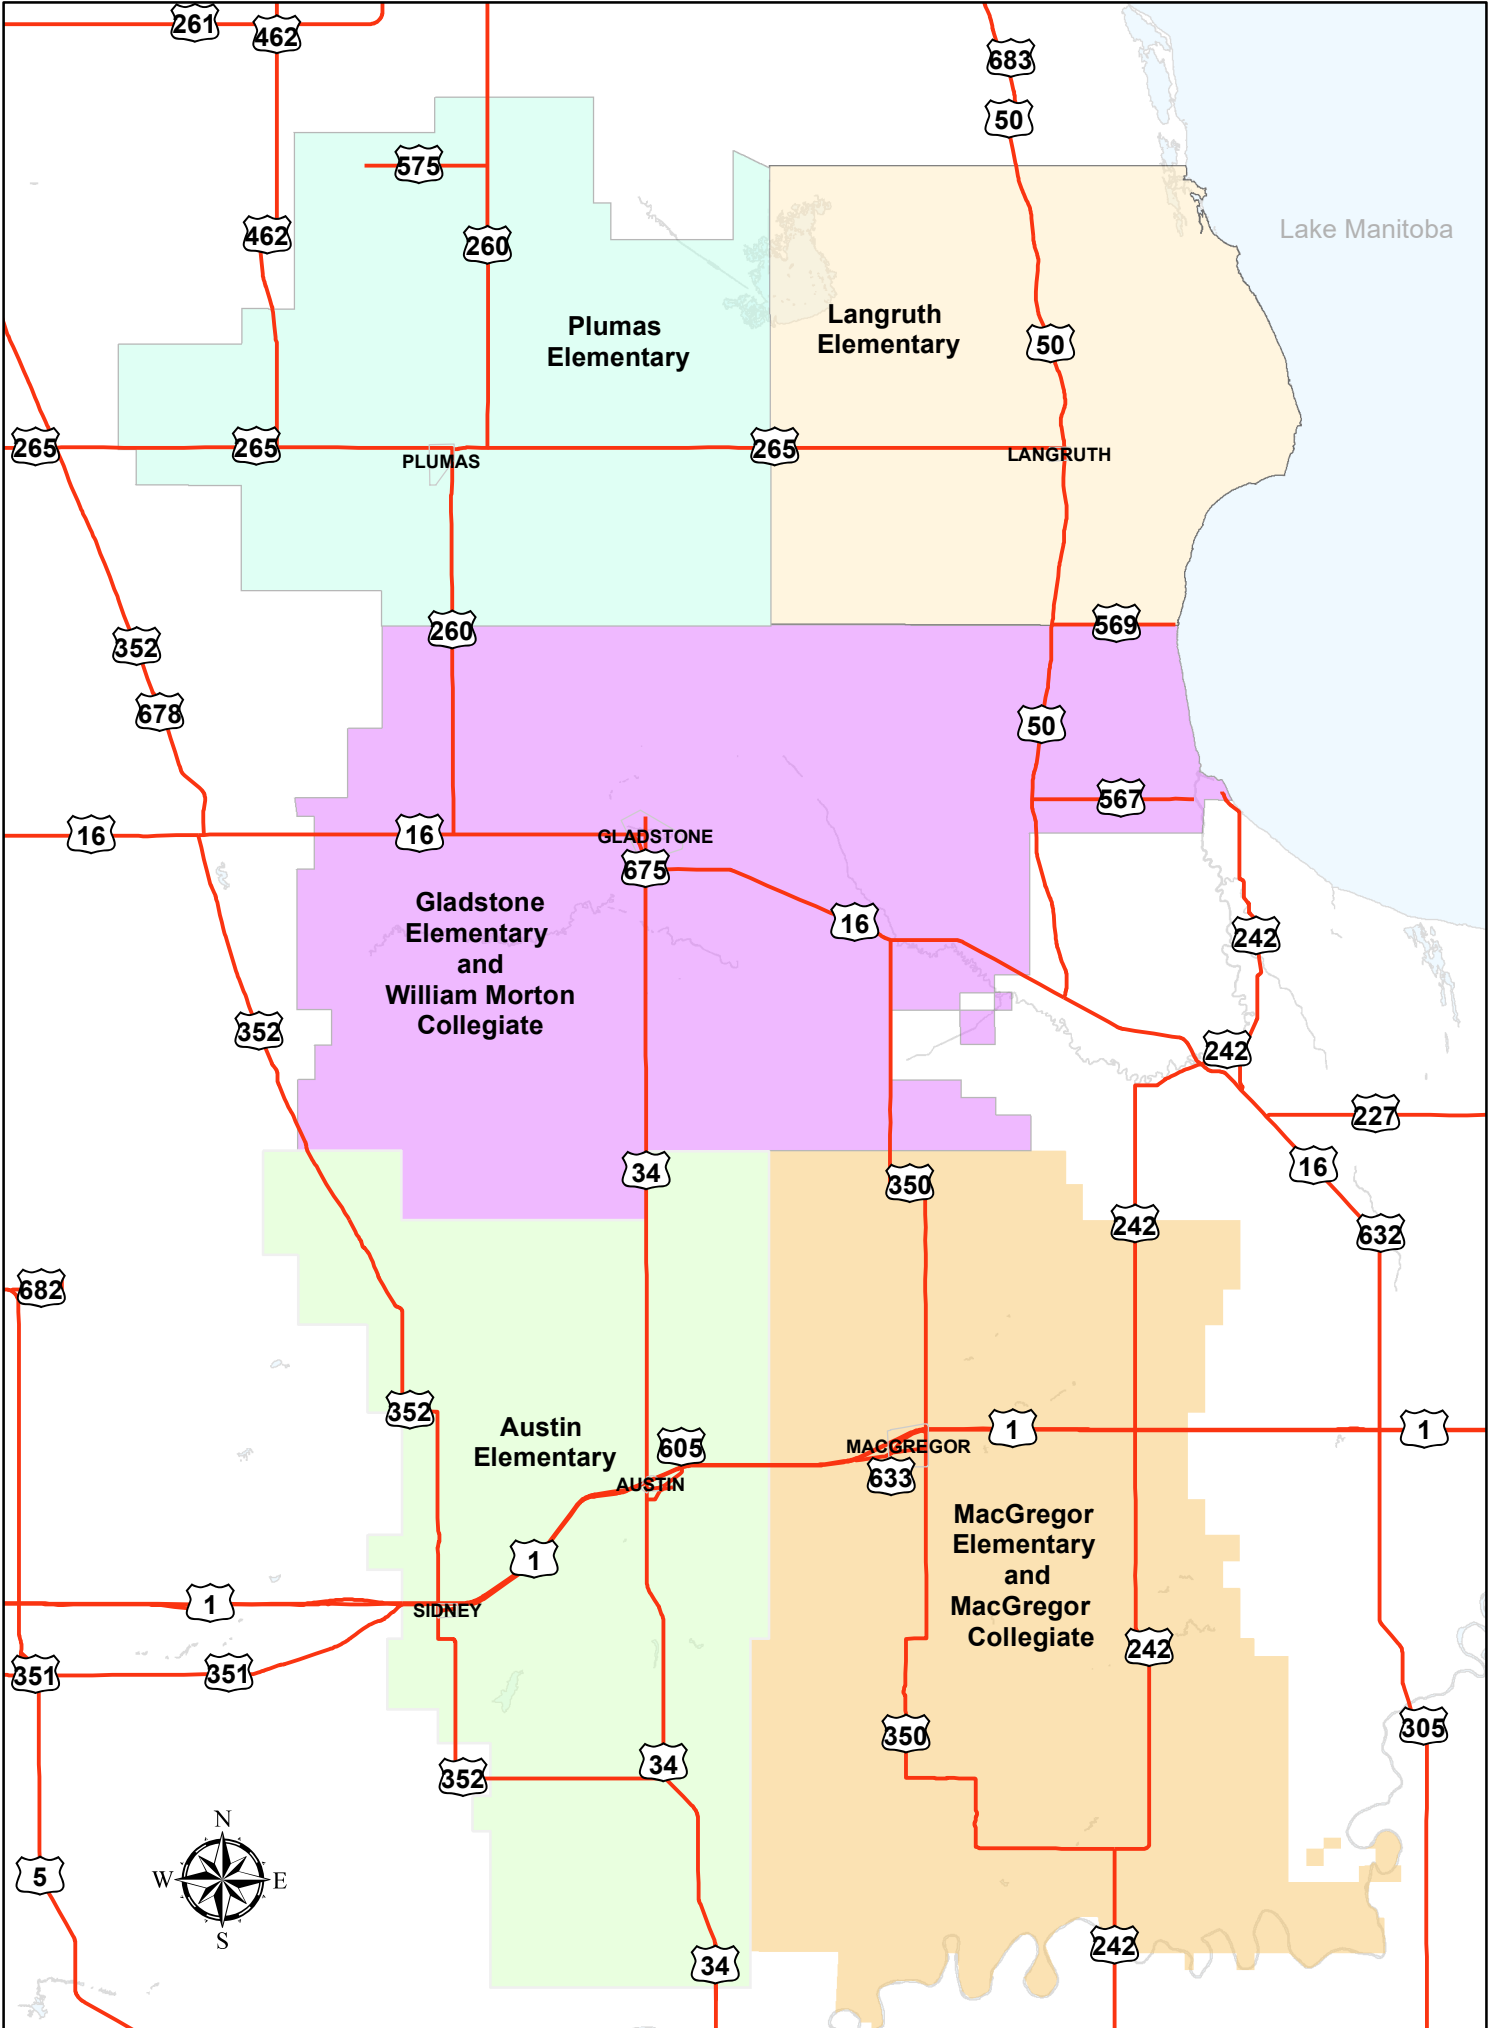 261
462
683
50
575
462
260
Lake Manitoba
Plumas
Elementary
Langruth
Elementary
50
265
265
265
PLUMAS
LANGRUTH
352
260
569
678
50
567
16
16
GLADSTONE
675
Gladstone
Elementary
and
William Morton
Collegiate
16
242
352
242
227
34
350
16
242
632
682
352
Austin
Elementary
605
1
1
MACGREGOR
633
AUSTIN
MacGregor
Elementary
and
MacGregor
Collegiate
1
1
SIDNEY
351
351
242
350
305
34
352
N
W
E
S
5
34
242